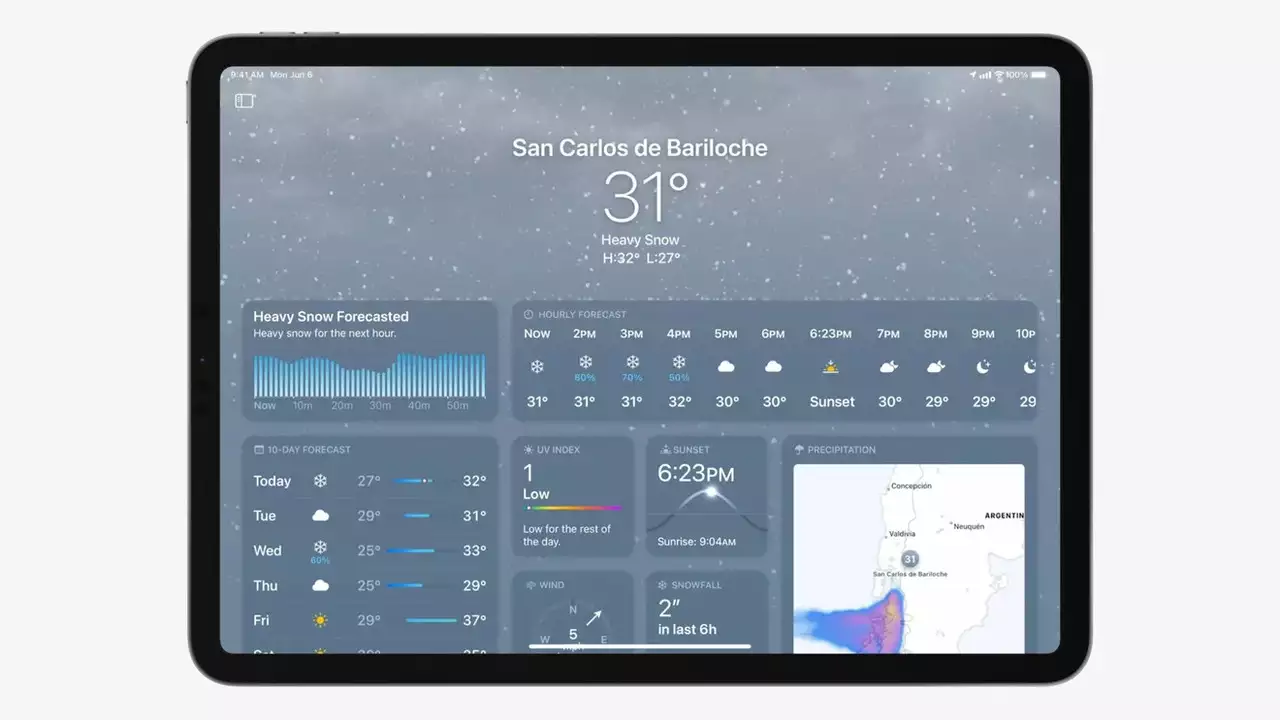 9:41 AM Mon Jun 6
100%
San Carlos de Bariloche
31°
Heavy Snow
H:32° L:27°
Heavy Snow Forecasted
Heavy snow for the next hour.
Now 10m 20m 30m 40m 50m
HOURLY FORECAST
Now 2PM 3PM 4PM 5PM 6PM 6:23PM 7PM 8PM 9PM 10P
60% 70% 50%
31° 31° 31° 32° 30° 30° Sunset 30° 29° 29° 29
10-DAY FORECAST
Today 27° 32°
Tue 29° 31°
Wed 60% 25° 33°
Thu 25° 29°
Fri 29° 37°
UV INDEX
1
Low
Low for the rest of
the day.
SUNSET
6:23PM
Sunrise: 9:04AM
WIND
N
W 5 E
SNOWFALL
2"
in last 6h
PRECIPITATION
Concepción
ARGENTIN
Neuquén
Valdivia
31
San Carlos de Bariloche